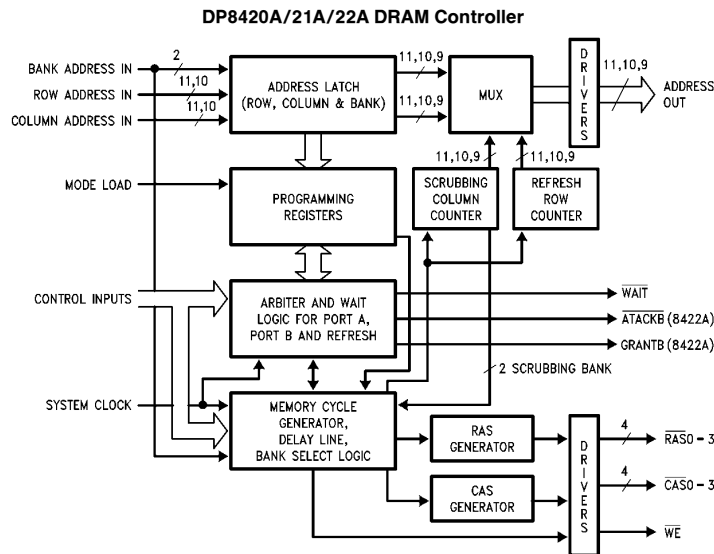 DP8420A/21A/22A DRAM Controller
BANK ADDRESS IN
2
ROW ADDRESS IN
11,10
COLUMN ADDRESS IN
11,10
ADDRESS LATCH
(ROW, COLUMN & BANK)
11,10,9
11,10,9
MUX
DRIVERS
11,10,9
ADDRESS
OUT
11,10,9
11,10,9
MODE LOAD
PROGRAMMING
REGISTERS
SCRUBBING
COLUMN
COUNTER
REFRESH
ROW
COUNTER
CONTROL INPUTS
ARBITER AND WAIT
LOGIC FOR PORT A,
PORT B AND REFRESH
WAIT
ATACKB (8422A)
GRANTB (8422A)
2 SCRUBBING BANK
SYSTEM CLOCK
MEMORY CYCLE
GENERATOR,
DELAY LINE,
BANK SELECT LOGIC
RAS
GENERATOR
CAS
GENERATOR
DRIVERS
4
RAS0-3
4
CAS0-3
WE